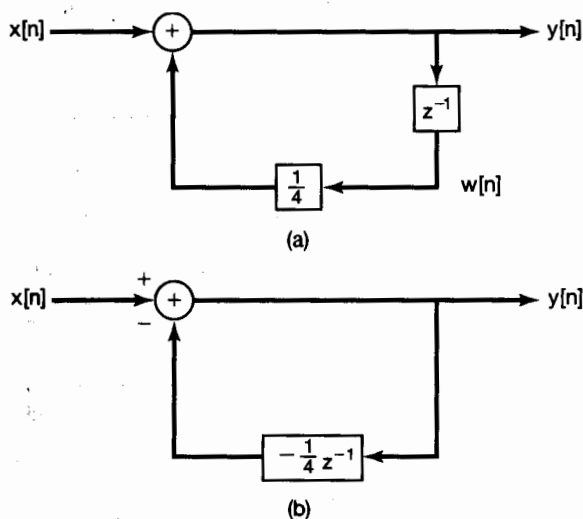 x[n]
+
y[n]
z⁻¹
1/4
w[n]
(a)
+
x[n]
+
y[n]
−
−1/4 z⁻¹
(b)